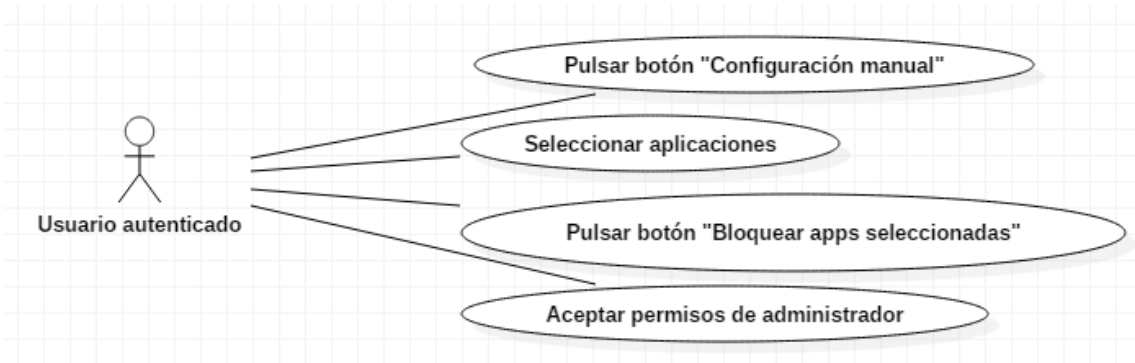 Pulsar botón "Configuración manual"
Seleccionar aplicaciones
Usuario autenticado
Pulsar botón "Bloquear apps seleccionadas"
Aceptar permisos de administrador